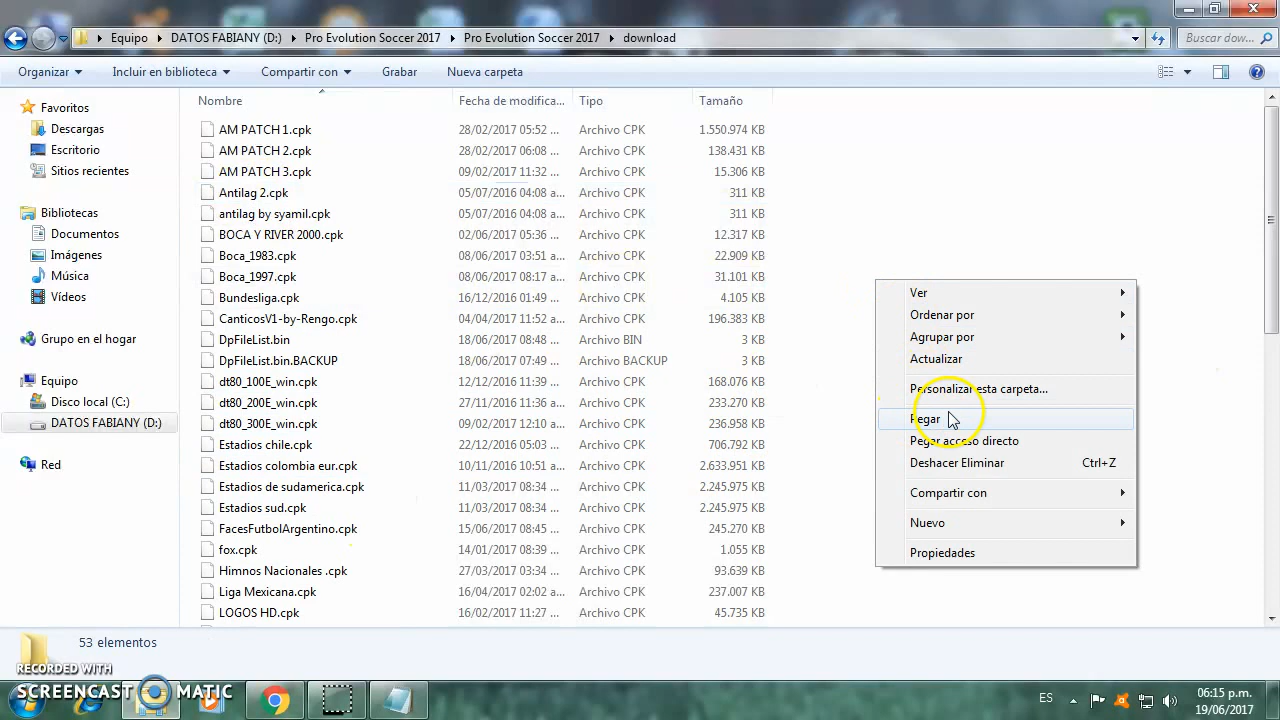 Equipo DATOS FABIANY (D:) Pro Evolution Soccer 2017 Pro Evolution Soccer 2017 download
Buscar dow...
Organizar Incluir en biblioteca Compartir con Grabar Nueva carpeta
Favoritos
Descargas
Escritorio
Sitios recientes
Bibliotecas
Documentos
Imágenes
Música
Vídeos
Grupo en el hogar
Equipo
Disco local (C:)
DATOS FABIANY (D:)
Red
Nombre Fecha de modifica... Tipo Tamaño
AM PATCH 1.cpk 28/02/2017 05:52 ... Archivo CPK 1.550.974 KB
AM PATCH 2.cpk 28/02/2017 06:08 ... Archivo CPK 138.431 KB
AM PATCH 3.cpk 09/02/2017 11:32 ... Archivo CPK 15.306 KB
Antilag 2.cpk 05/07/2016 04:08 a... Archivo CPK 311 KB
antilag by syamil.cpk 05/07/2016 04:08 a... Archivo CPK 311 KB
BOCA Y RIVER 2000.cpk 02/06/2017 05:36 ... Archivo CPK 12.317 KB
Boca_1983.cpk 08/06/2017 03:51 a... Archivo CPK 22.909 KB
Boca_1997.cpk 08/06/2017 08:17 a... Archivo CPK 31.101 KB
Bundesliga.cpk 16/12/2016 01:49 ... Archivo CPK 4.105 KB
CanticosV1-by-Rengo.cpk 04/04/2017 11:52 a... Archivo CPK 196.383 KB
DpFileList.bin 18/06/2017 08:48 ... Archivo BIN 3 KB
DpFileList.bin.BACKUP 18/06/2017 07:49 ... Archivo BACKUP 3 KB
dt80_100E_win.cpk 12/12/2016 11:39 ... Archivo CPK 168.076 KB
dt80_200E_win.cpk 27/11/2016 11:36 a... Archivo CPK 233.270 KB
dt80_300E_win.cpk 09/02/2017 12:10 ... Archivo CPK 236.958 KB
Estadios chile.cpk 22/12/2016 05:03 ... Archivo CPK 706.792 KB
Estadios colombia eur.cpk 10/11/2016 10:51 a... Archivo CPK 2.633.951 KB
Estadios de sudamerica.cpk 11/03/2017 08:34 a... Archivo CPK 2.245.975 KB
Estadios sud.cpk 11/03/2017 08:34 a... Archivo CPK 2.245.975 KB
FacesFutbolArgentino.cpk 15/06/2017 08:45 ... Archivo CPK 245.270 KB
fox.cpk 14/01/2017 08:39 ... Archivo CPK 1.055 KB
Himnos Nacionales .cpk 27/03/2017 03:34 ... Archivo CPK 93.639 KB
Liga Mexicana.cpk 16/04/2017 02:02 a... Archivo CPK 237.007 KB
LOGOS HD.cpk 16/02/2017 11:27 ... Archivo CPK 45.735 KB
Ver
Ordenar por
Agrupar por
Actualizar
Personalizar esta carpeta...
Pegar
Pegar acceso directo
Deshacer Eliminar Ctrl+Z
Compartir con
Nuevo
Propiedades
53 elementos
RECORDED WITH
SCREENCAST MATIC
ES
06:15 p.m.
19/06/2017